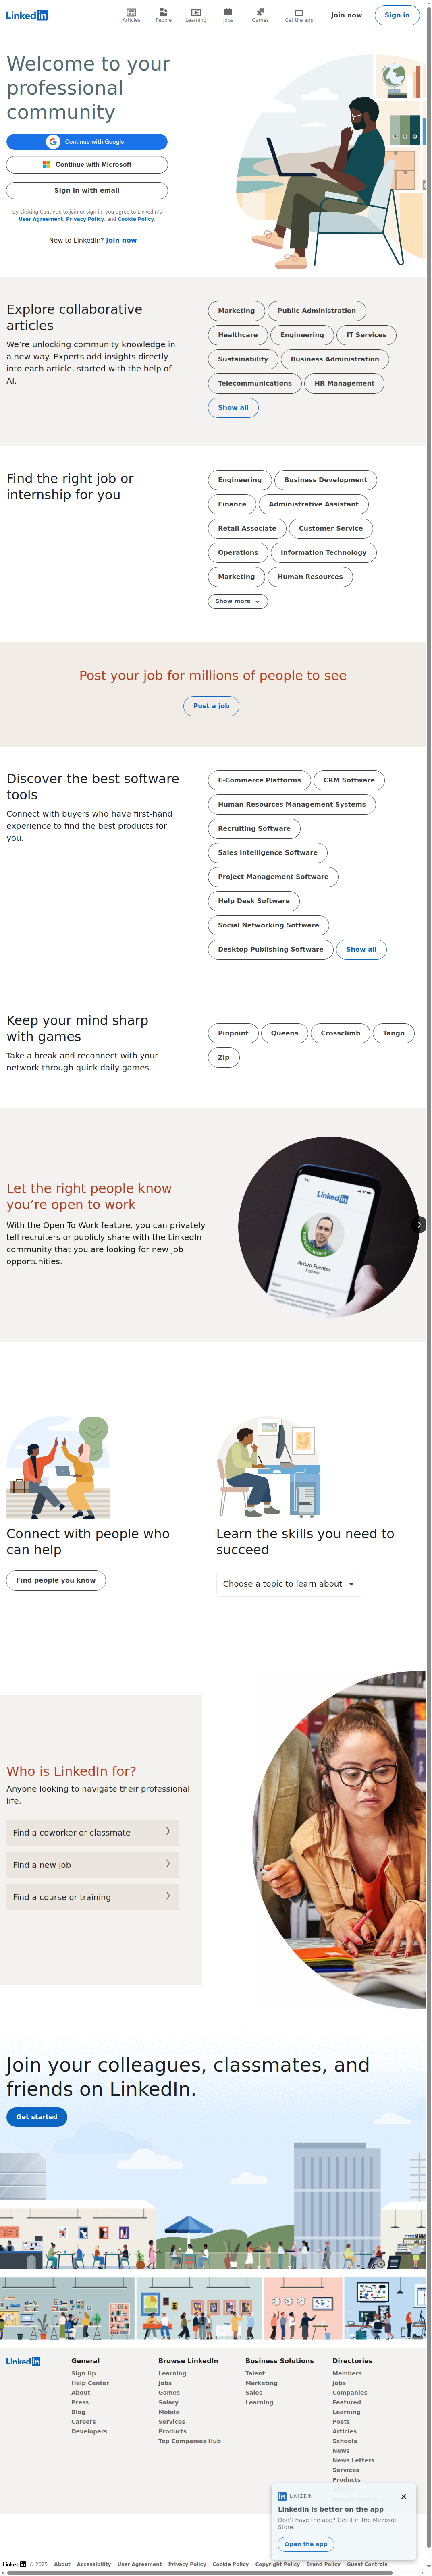 LinkedIn
Articles
People
Learning
Jobs
Games
Get the app
Join now
Sign in
Welcome to your
professional
community
Continue with Google
Continue with Microsoft
Sign in with email
By clicking Continue to join or sign in, you agree to LinkedIn's
User Agreement, Privacy Policy, and Cookie Policy.
New to LinkedIn? Join now
Explore collaborative
articles
We're unlocking community knowledge in
a new way. Experts add insights directly
into each article, started with the help of
AI.
Marketing
Public Administration
Healthcare
Engineering
IT Services
Sustainability
Business Administration
Telecommunications
HR Management
Show all
Find the right job or
internship for you
Engineering
Business Development
Finance
Administrative Assistant
Retail Associate
Customer Service
Operations
Information Technology
Marketing
Human Resources
Show more
Post your job for millions of people to see
Post a job
Discover the best software
tools
Connect with buyers who have first-hand
experience to find the best products for
you.
E-Commerce Platforms
CRM Software
Human Resources Management Systems
Recruiting Software
Sales Intelligence Software
Project Management Software
Help Desk Software
Social Networking Software
Desktop Publishing Software
Show all
Keep your mind sharp
with games
Take a break and reconnect with your
network through quick daily games.
Pinpoint
Queens
Crossclimb
Tango
Zip
Let the right people know
you're open to work
With the Open To Work feature, you can privately
tell recruiters or publicly share with the LinkedIn
community that you are looking for new job
opportunities.
LinkedIn
#OPENTOWORK
Arturo Fuentes
Engineer
Connect with people who
can help
Find people you know
Learn the skills you need to
succeed
Choose a topic to learn about
Who is LinkedIn for?
Anyone looking to navigate their professional
life.
Find a coworker or classmate
Find a new job
Find a course or training
Join your colleagues, classmates, and
friends on LinkedIn.
Get started
LinkedIn
General
Sign Up
Help Center
About
Press
Blog
Careers
Developers
Browse LinkedIn
Learning
Jobs
Games
Salary
Mobile
Services
Products
Top Companies Hub
Business Solutions
Talent
Marketing
Sales
Learning
Directories
Members
Jobs
Companies
Featured
Learning
Posts
Articles
Schools
News
News Letters
Services
Products
LINKEDIN
LinkedIn is better on the app
Don't have the app? Get it in the Microsoft
Store.
Open the app
LinkedIn
© 2025
About
Accessibility
User Agreement
Privacy Policy
Cookie Policy
Copyright Policy
Brand Policy
Guest Controls